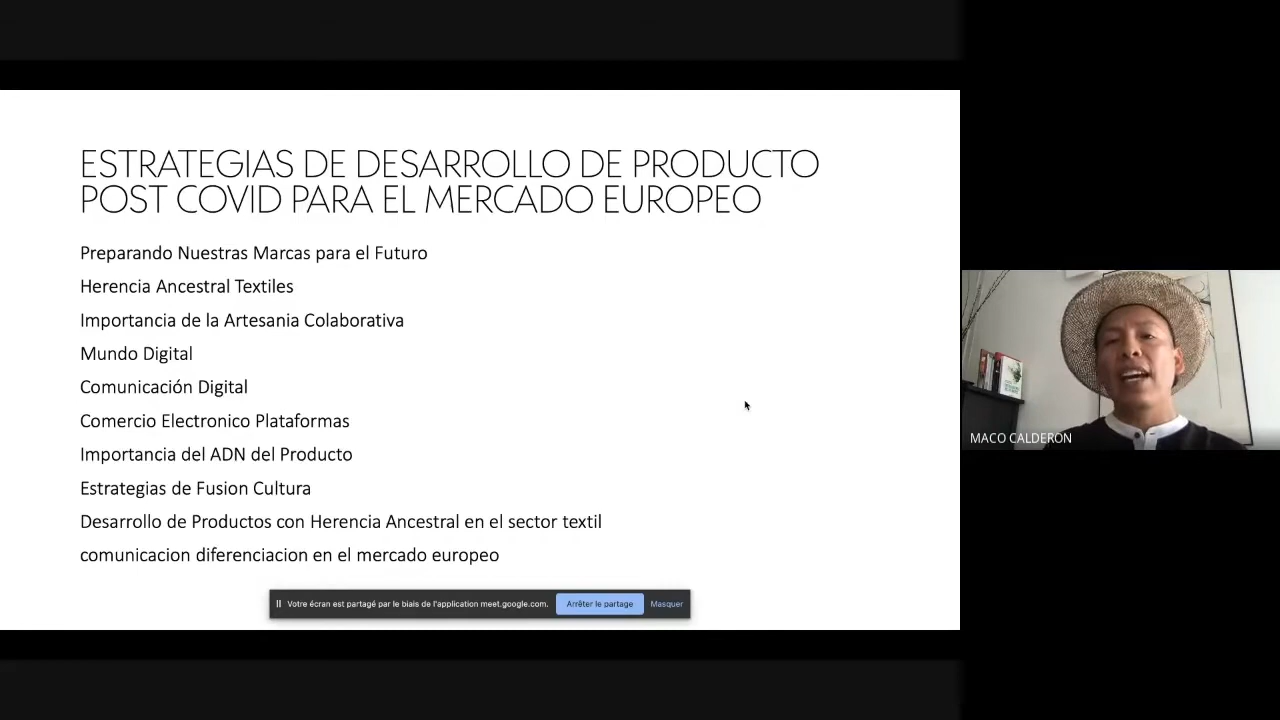 ESTRATEGIAS DE DESARROLLO DE PRODUCTO
POST COVID PARA EL MERCADO EUROPEO
Preparando Nuestras Marcas para el Futuro
Herencia Ancestral Textiles
Importancia de la Artesania Colaborativa
Mundo Digital
Comunicación Digital
Comercio Electronico Plataformas
Importancia del ADN del Producto
Estrategias de Fusion Cultura
Desarrollo de Productos con Herencia Ancestral en el sector textil
comunicacion diferenciacion en el mercado europeo
Votre écran est partagé par le biais de l'application meet.google.com. Arrêter le partage Masquer
MACO CALDERON